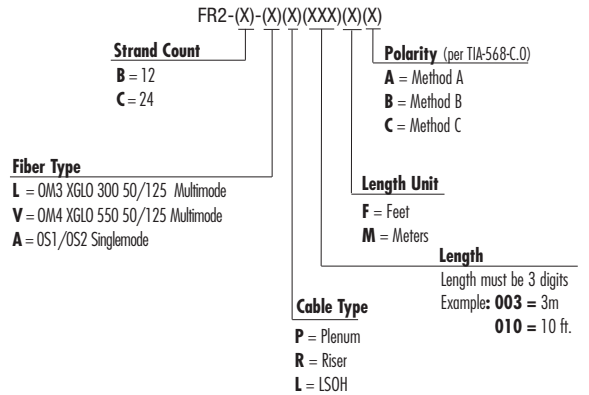 FR2-(X)-(X)(X)(XXX)(X)(X)
Strand Count
B = 12
C = 24
Polarity (per TIA-568-C.0)
A = Method A
B = Method B
C = Method C
Fiber Type
L = OM3 XGLO 300 50/125 Multimode
V = OM4 XGLO 550 50/125 Multimode
A = OS1/OS2 Singlemode
Length Unit
F = Feet
M = Meters
Length
Length must be 3 digits
Example: 003 = 3m
010 = 10 ft.
Cable Type
P = Plenum
R = Riser
L = LSOH